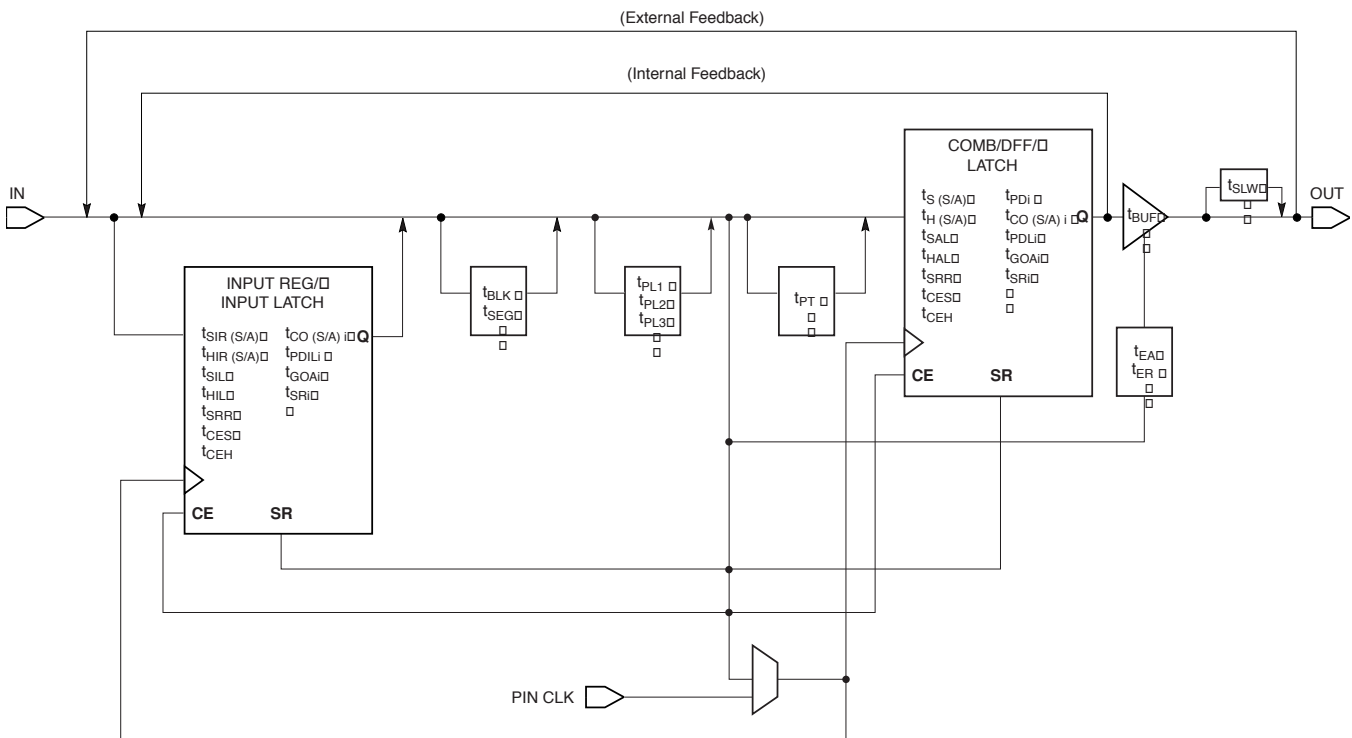 (External Feedback)
(Internal Feedback)
IN
OUT
COMB/DFF/□
LATCH
tS (S/A)□
tH (S/A)□
tSAL□
tHAL□
tSRR□
tCES□
tCEH
tPDi □
tCO (S/A) i □
tPDLi□
tGOAi□
tSRi□
□
□
Q
CE
SR
tBUF□
□
□
tSLW□
□
□
INPUT REG/□
INPUT LATCH
tSIR (S/A)□
tHIR (S/A)□
tSIL□
tHIL□
tSRR□
tCES□
tCEH
tCO (S/A) i□
tPDILi □
tGOAi□
tSRi□
□
Q
CE
SR
tBLK □
tSEG□
□
□
tPL1 □
tPL2□
tPL3□
□
□
tPT □
□
□
tEA□
tER □
□
□
PIN CLK